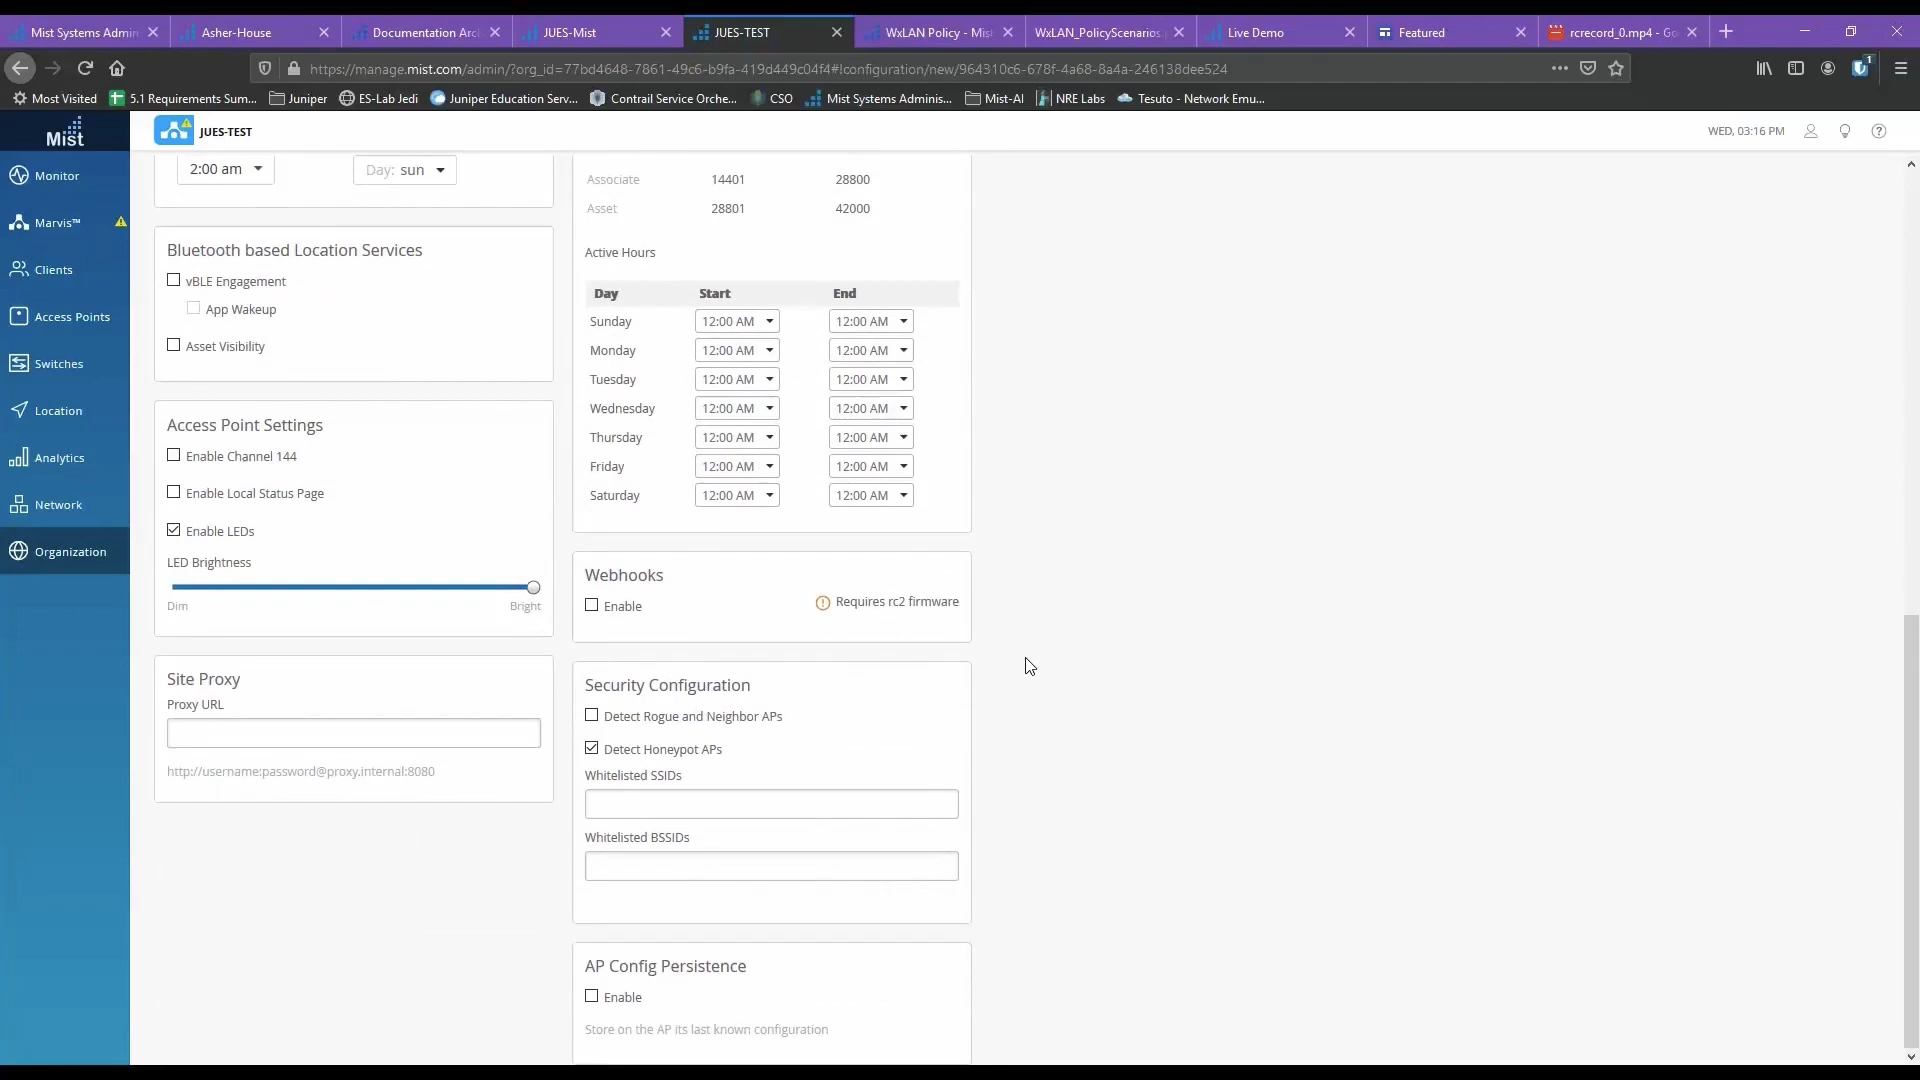 Mist Systems Admin
Asher-House
Documentation Arc
JUES-Mist
JUES-TEST
WxLAN Policy - Mis
WxLAN_PolicyScenarios.
Live Demo
Featured
rcrecord_0.mp4 - Go
https://manage.mist.com/admin/?org_id=77bd4648-7861-49c6-b9fa-419d449c04f4#!configuration/new/964310c6-678f-4a68-8a4a-246138dee524
1
Most Visited
5.1 Requirements Sum...
Juniper
ES-Lab Jedi
Juniper Education Serv...
Contrail Service Orche...
CSO
Mist Systems Adminis...
Mist-AI
NRE Labs
Tesuto - Network Emu...
Mist
JUES-TEST
WED, 03:16 PM
Monitor
Marvis™
Clients
Access Points
Switches
Location
Analytics
Network
Organization
2:00 am
Day: sun
Bluetooth based Location Services
vBLE Engagement
App Wakeup
Asset Visibility
Access Point Settings
Enable Channel 144
Enable Local Status Page
Enable LEDs
LED Brightness
Dim Bright
Site Proxy
Proxy URL
http://username:password@proxy.internal:8080
Associate 14401 28800
Asset 28801 42000
Active Hours
Day Start End
Sunday 12:00 AM 12:00 AM
Monday 12:00 AM 12:00 AM
Tuesday 12:00 AM 12:00 AM
Wednesday 12:00 AM 12:00 AM
Thursday 12:00 AM 12:00 AM
Friday 12:00 AM 12:00 AM
Saturday 12:00 AM 12:00 AM
Webhooks
Enable
Requires rc2 firmware
Security Configuration
Detect Rogue and Neighbor APs
Detect Honeypot APs
Whitelisted SSIDs
Whitelisted BSSIDs
AP Config Persistence
Enable
Store on the AP its last known configuration